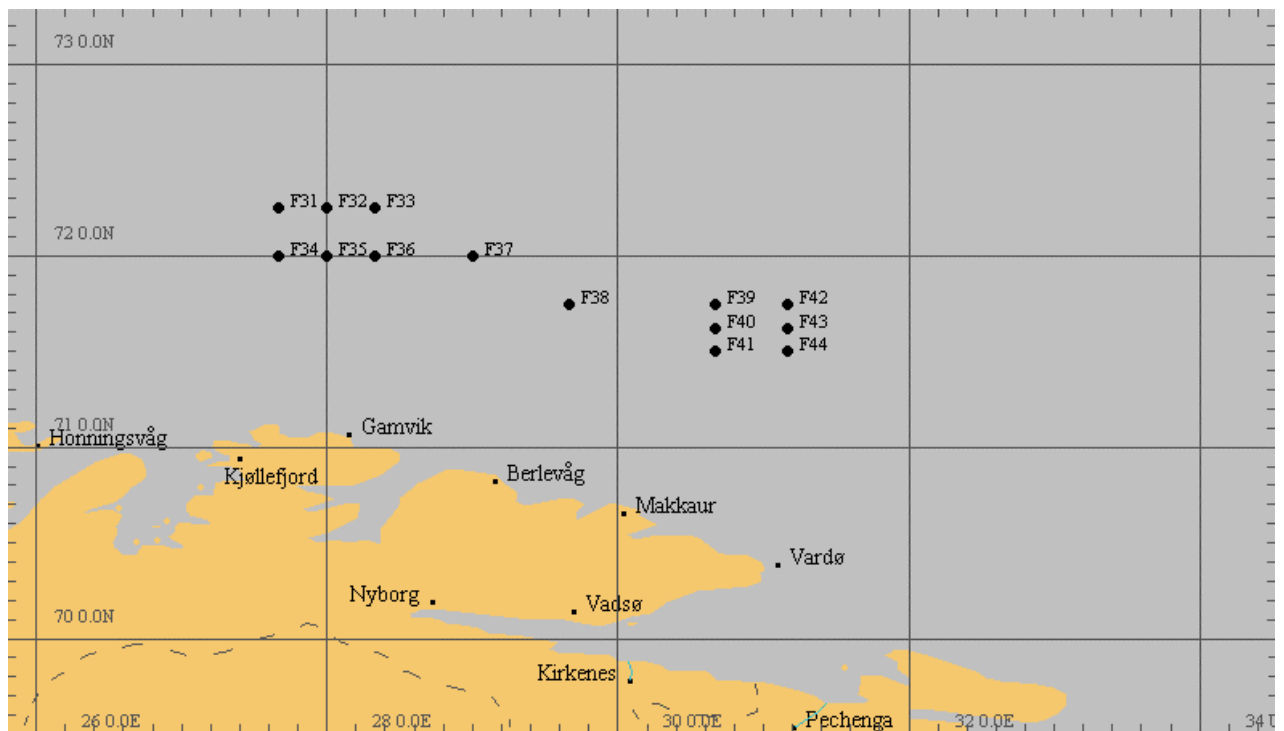 73 0.0N
F31 F32 F33
72 0.0N
F34 F35 F36 F37
F38 F39 F42
F40 F43
F41 F44
71 0.0N
Gamvik
Honningsvåg
Kjøllefjord
Berlevåg
Makkaur
Vardø
Nyborg
Vadsø
70 0.0N
Kirkenes
26 0.0E 28 0.0E 30 0.0E Pechenga 32 0.0E 34 0